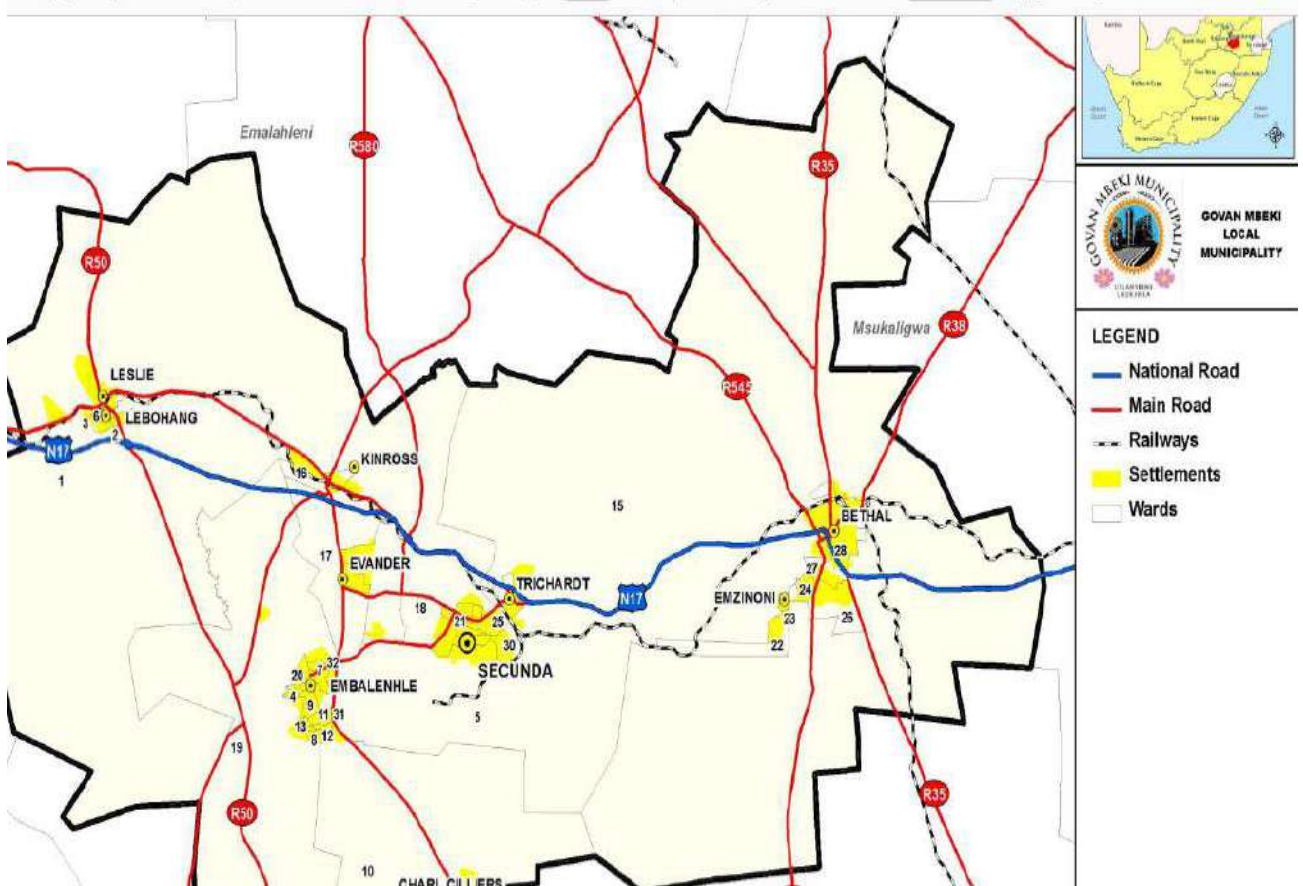 Emalahleni
R580
R35
R50
Msukaligwa
R38
R545
LESLIE
6
LEBOHANG
3
2
N17
1
16
KINROSS
15
BETHAL
28
17
EVANDER
27
TRICHARDT
N17
EMZINONI
24
18
21
25
23
25
22
30
SECUNDA
32
7
20
EMBALENHLE
4
9
11
31
5
13
8
12
19
R50
R35
10
CHARL CILLIERS
GOVAN MBEKI MUNICIPALITY
GOVAN MBEKI
LOCAL
MUNICIPALITY
LEGEND
National Road
Main Road
Railways
Settlements
Wards